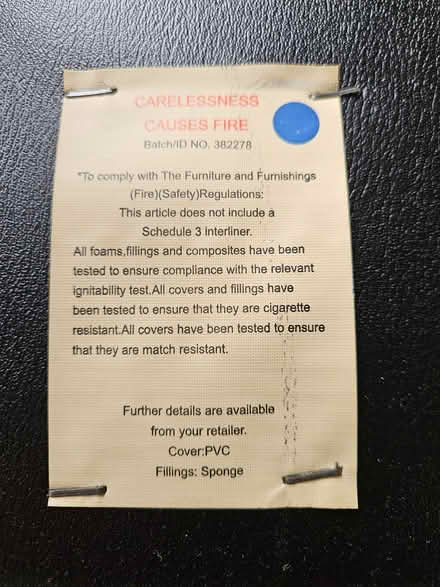 CARELESSNESS
CAUSES FIRE
Batch/ID NO. 382278
"To comply with The Furniture and Furnishings
(Fire)(Safety)Regulations:
This article does not include a
Schedule 3 interliner.
All foams,fillings and composites have been
tested to ensure compliance with the relevant
ignitability test.All covers and fillings have
been tested to ensure that they are cigarette
resistant.All covers have been tested to ensure
that they are match resistant.
Further details are available
from your retailer.
Cover:PVC
Fillings: Sponge